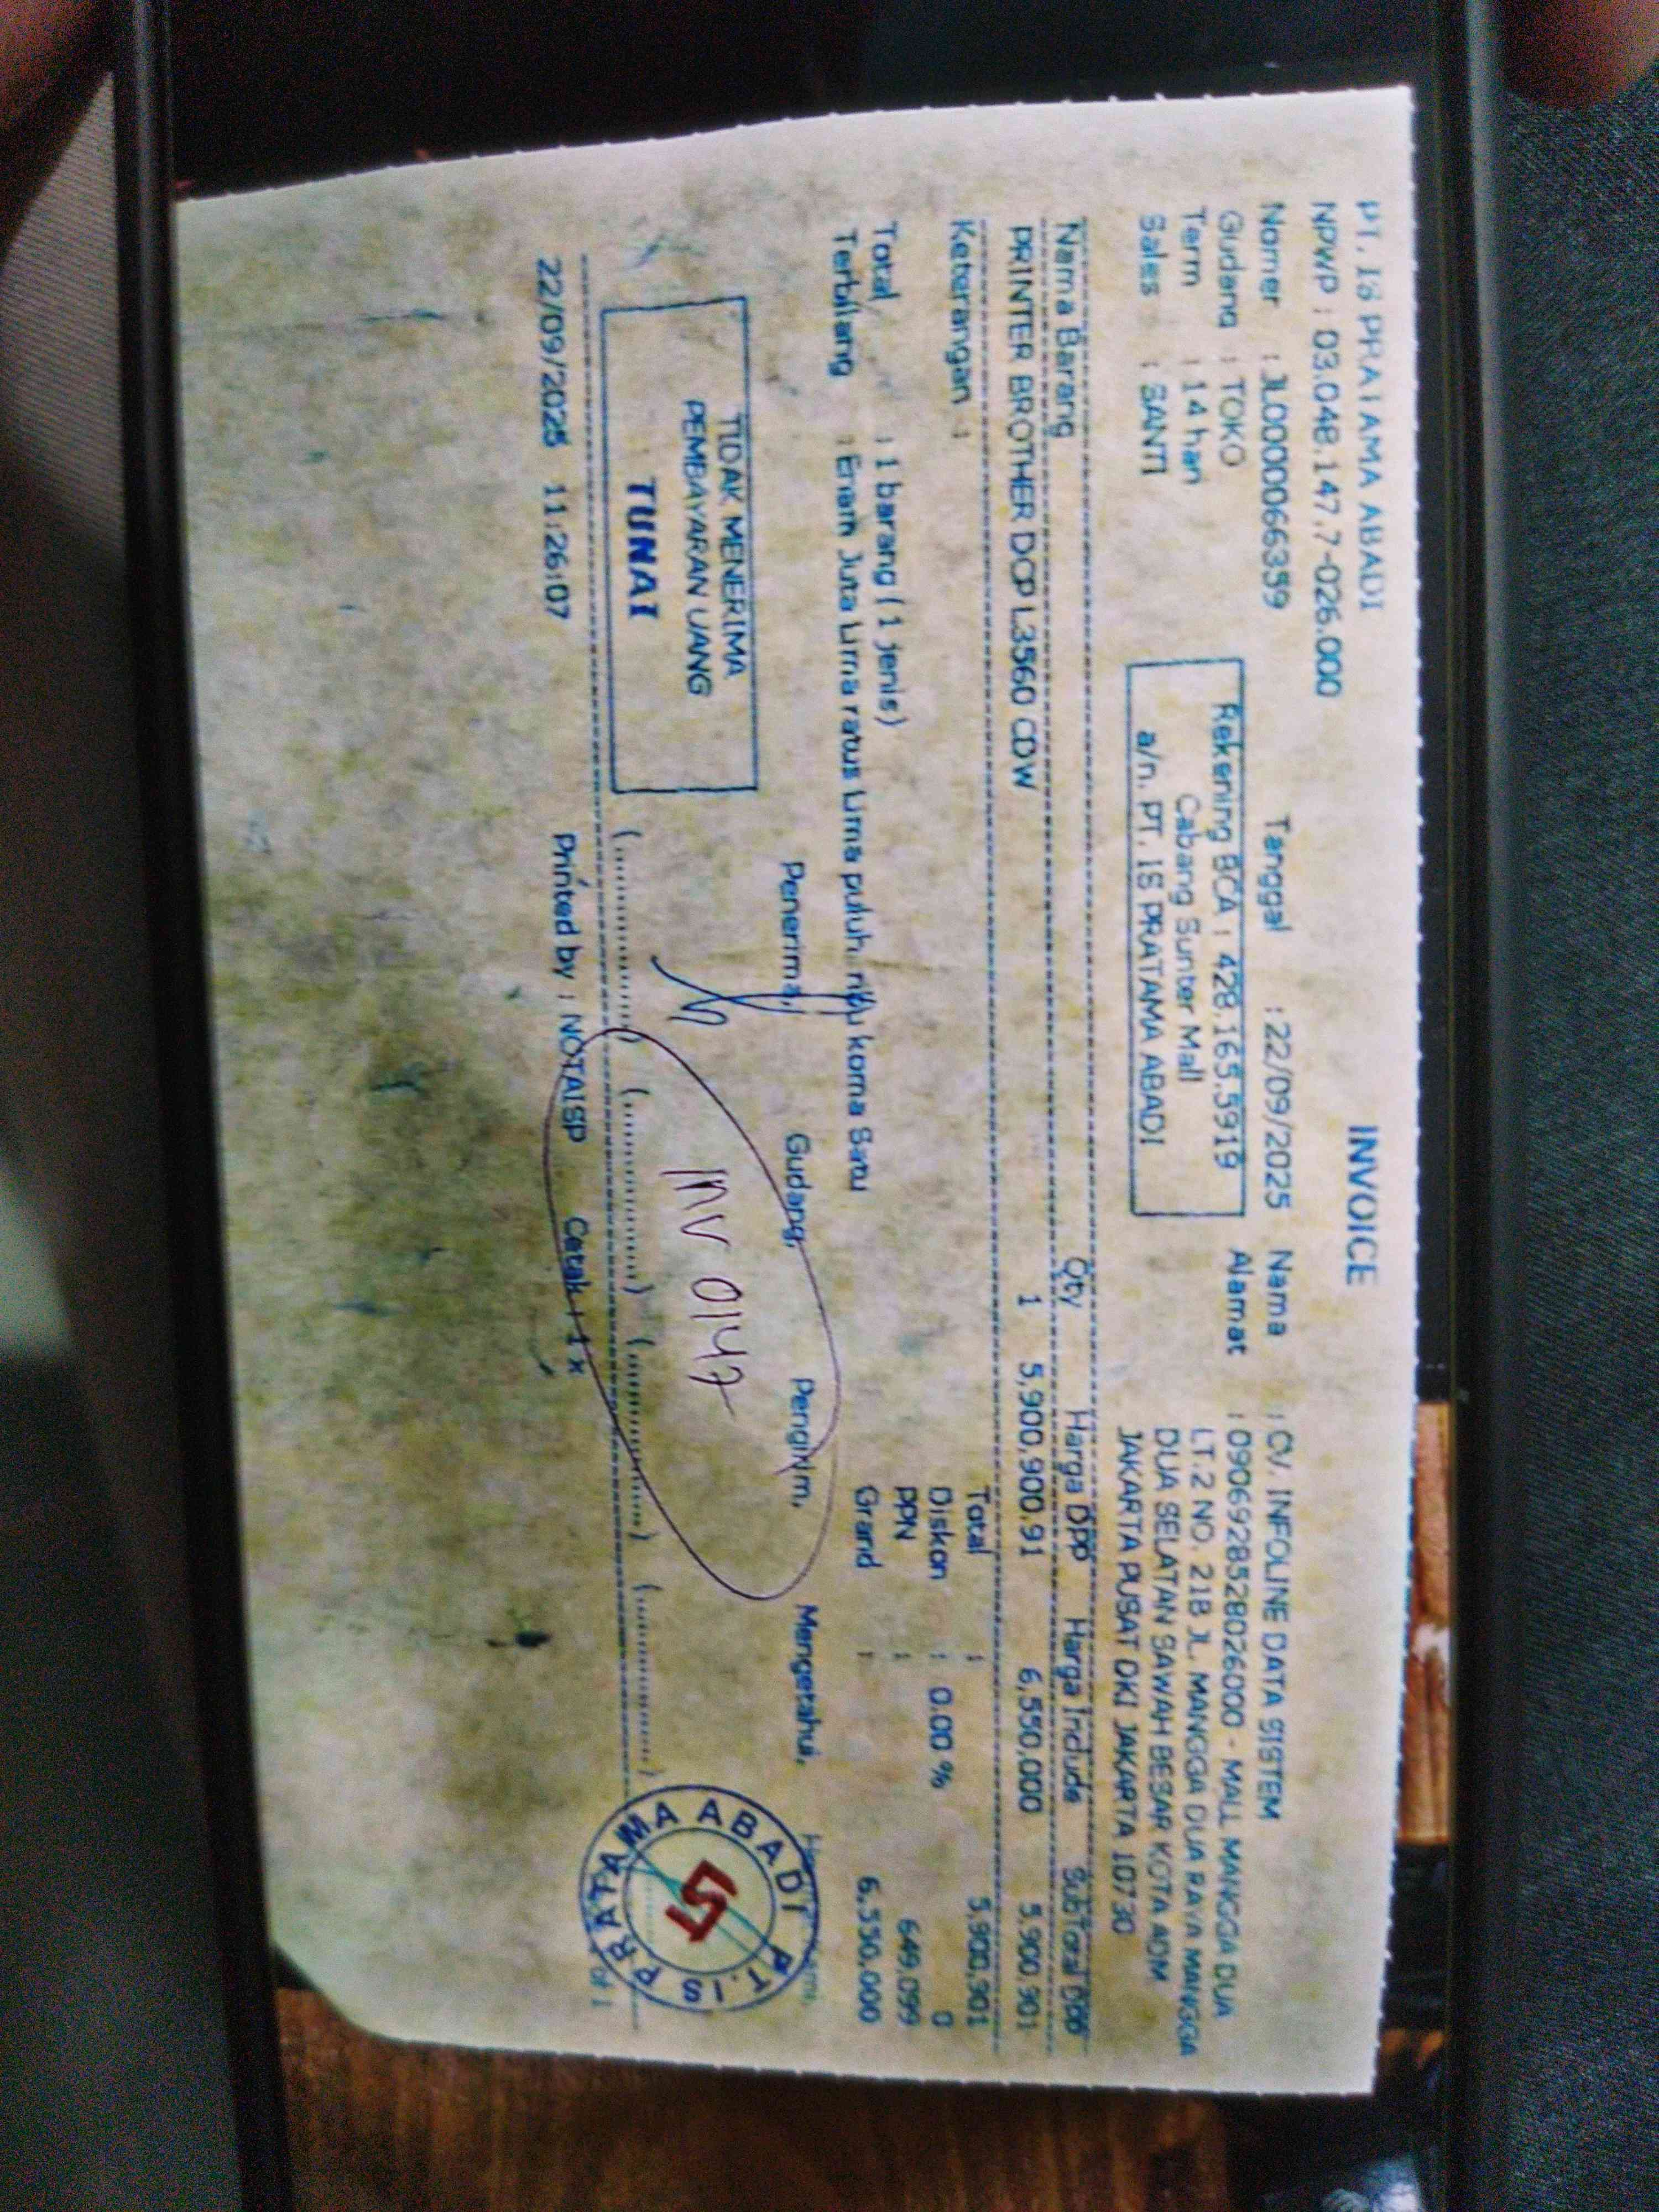 PT. IS PRATAMA ABADI
INVOICE
NPWP : 03.048.147.7-026.000
Nomer : JL0000066359
Tanggal : 22/09/2025
Nama : CV. INFOLINE DATA SISTEM
Gudang : TOKO
Alamat : 0906928528026000 - MALL MANGGA DUA
Term : 14 hari
LT.2 NO. 21B JL. MANGGA DUA RAYA MANGGA
Sales : SANTI
DUA SELATAN SAWAH BESAR KOTA ADM
JAKARTA PUSAT DKI JAKARTA 10730
Rekening BCA : 428.165.5919
Cabang Sunter Mall
a/n. PT. IS PRATAMA ABADI
Nama Barang Qty Harga DPP Harga Include SubTotal DPP
PRINTER BROTHER DCP L3560 CDW 1 5,900,900.91 6,550,000 5,900,901
Keterangan :
Total : 5,900,901
Diskon : 0.00 % 0
PPN : 649,099
Grand : 6,550,000
Total : 1 barang ( 1 jenis)
Terbilang : Enam Juta Lima ratus Lima puluh ribu koma Satu
Penerima, Gudang, Pengirim, Mengetahui,
TIDAK MENERIMA
PEMBAYARAN UANG
TUNAI
INV 0147
PT. IS PRATAMA ABADI
22/09/2025 11:26:07 Printed by : NOTAISP Cetak : 1 x